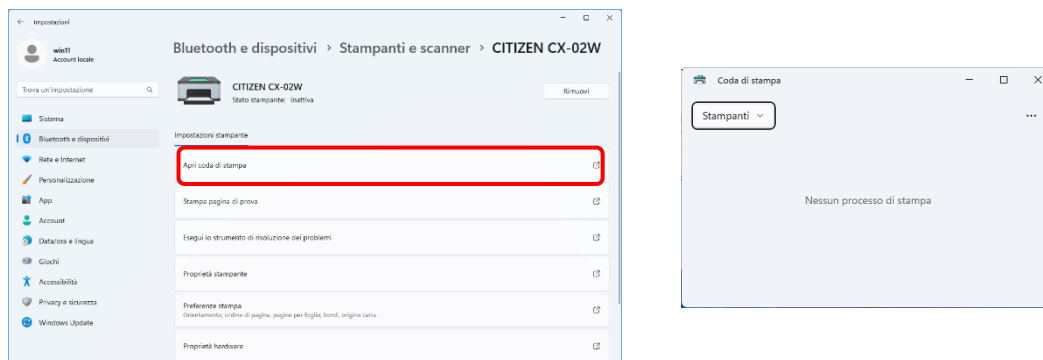 Impostazioni
win11
Account locale
Trova un'impostazione
Sistema
Bluetooth e dispositivi
Rete e Internet
Personalizzazione
App
Account
Data/ora e lingua
Giochi
Accessibilità
Privacy e sicurezza
Windows Update
Bluetooth e dispositivi > Stampanti e scanner > CITIZEN CX-02W
CITIZEN CX-02W
Stato stampante: Inattiva
Rimuovi
Impostazioni stampante
Apri coda di stampa
Stampa pagina di prova
Esegui lo strumento di risoluzione dei problemi
Proprietà stampante
Preferenze stampa
Orientamento, ordine di pagine, pagine per foglio, bordi, origine carta
Proprietà hardware
Coda di stampa
Stampanti
Nessun processo di stampa